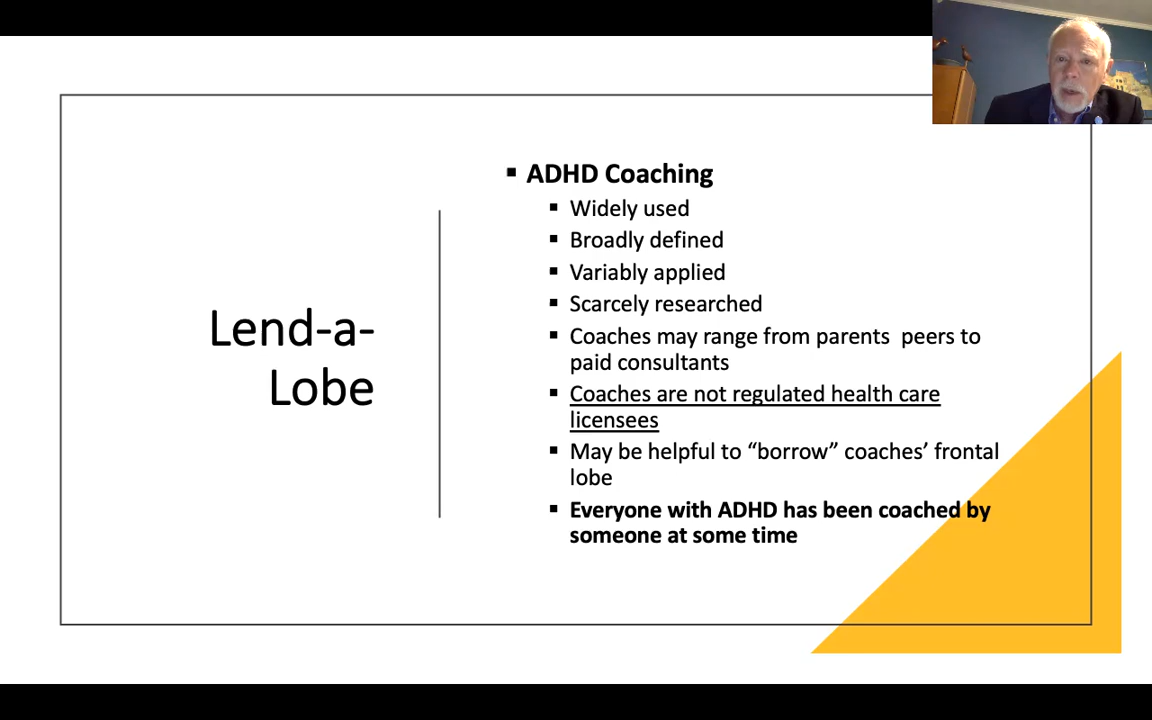 Lend-a-
Lobe
▪ ADHD Coaching
▪ Widely used
▪ Broadly defined
▪ Variably applied
▪ Scarcely researched
▪ Coaches may range from parents  peers to
paid consultants
▪ Coaches are not regulated health care
licensees
▪ May be helpful to “borrow” coaches’ frontal
lobe
▪ Everyone with ADHD has been coached by
someone at some time